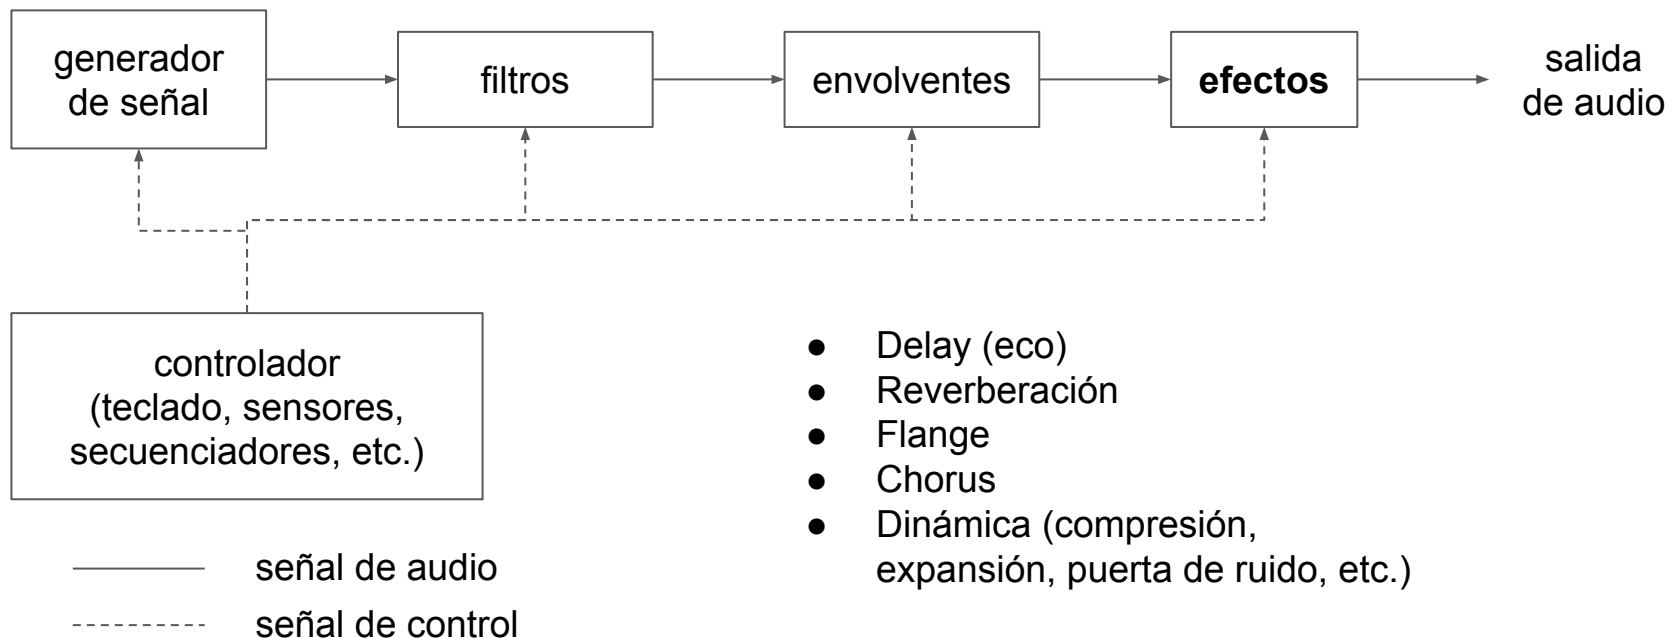 generador
de señal
filtros
envolventes
efectos
salida
de audio
controlador
(teclado, sensores,
secuenciadores, etc.)
● Delay (eco)
● Reverberación
● Flange
● Chorus
● Dinámica (compresión,
expansión, puerta de ruido, etc.)
señal de audio
señal de control